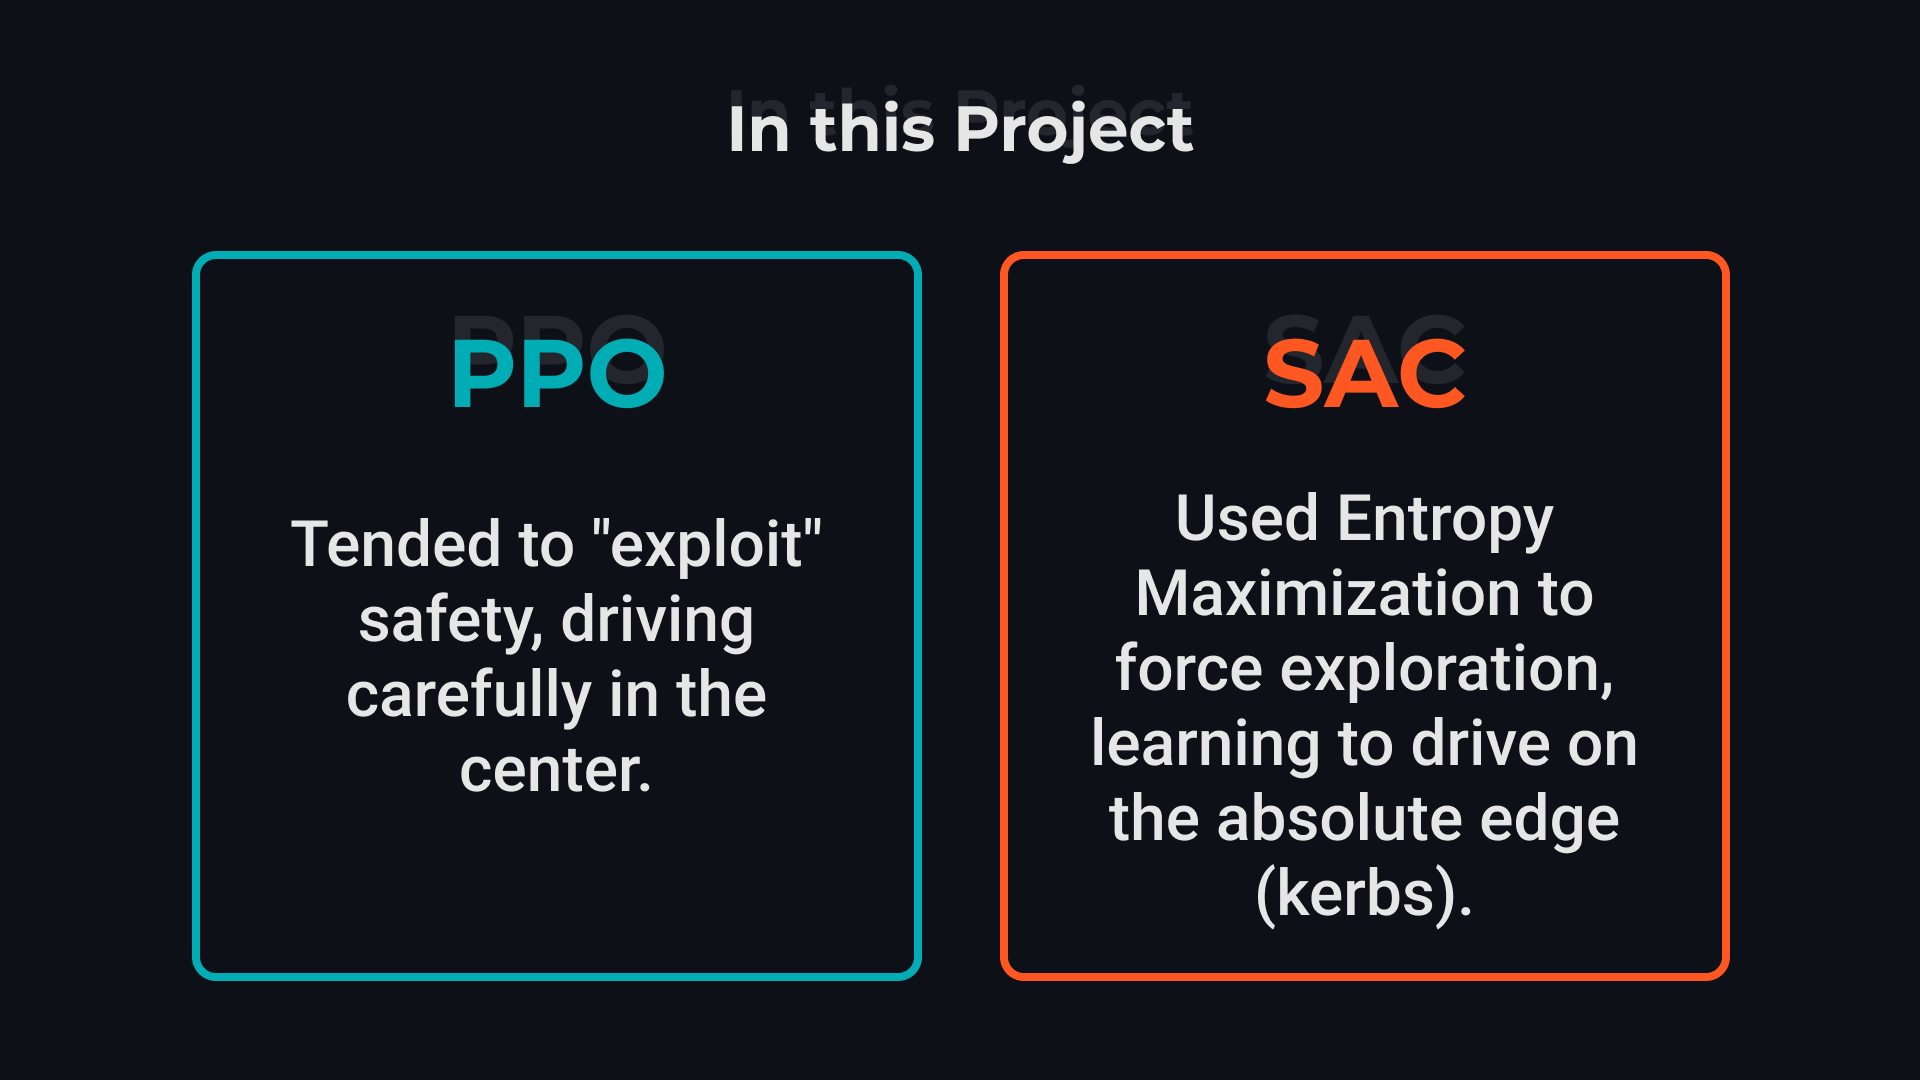 In this Project
PPO
Tended to "exploit"
safety, driving
carefully in the
center.
SAC
Used Entropy
Maximization to
force exploration,
learning to drive on
the absolute edge
(kerbs).